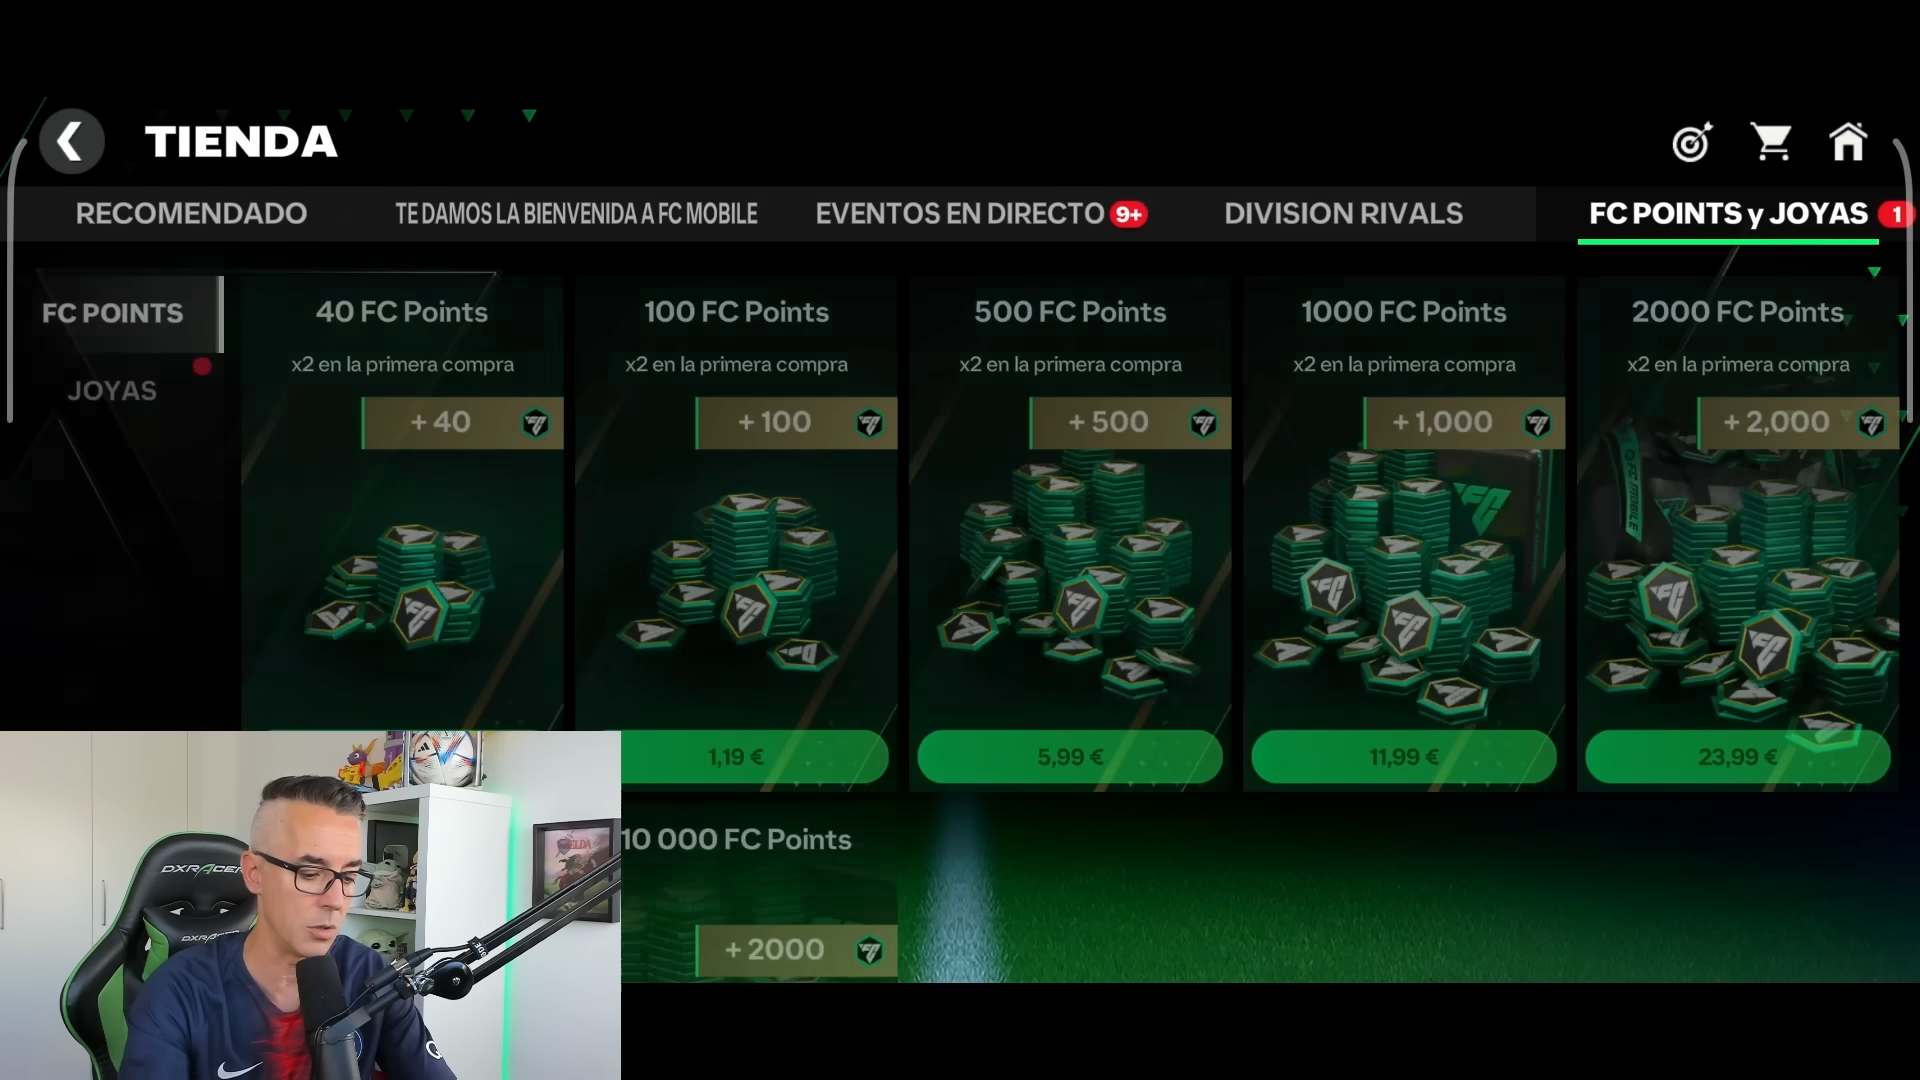 TIENDA
RECOMENDADO
TE DAMOS LA BIENVENIDA A FC MOBILE
EVENTOS EN DIRECTO 9+
DIVISION RIVALS
FC POINTS y JOYAS 1
FC POINTS
JOYAS
40 FC Points
x2 en la primera compra
+ 40
100 FC Points
x2 en la primera compra
+ 100
1,19 €
500 FC Points
x2 en la primera compra
+ 500
5,99 €
1000 FC Points
x2 en la primera compra
+ 1,000
11,99 €
2000 FC Points
x2 en la primera compra
+ 2,000
FC MOBILE
23,99 €
10 000 FC Points
+ 2000
DXRACER
ZELDA